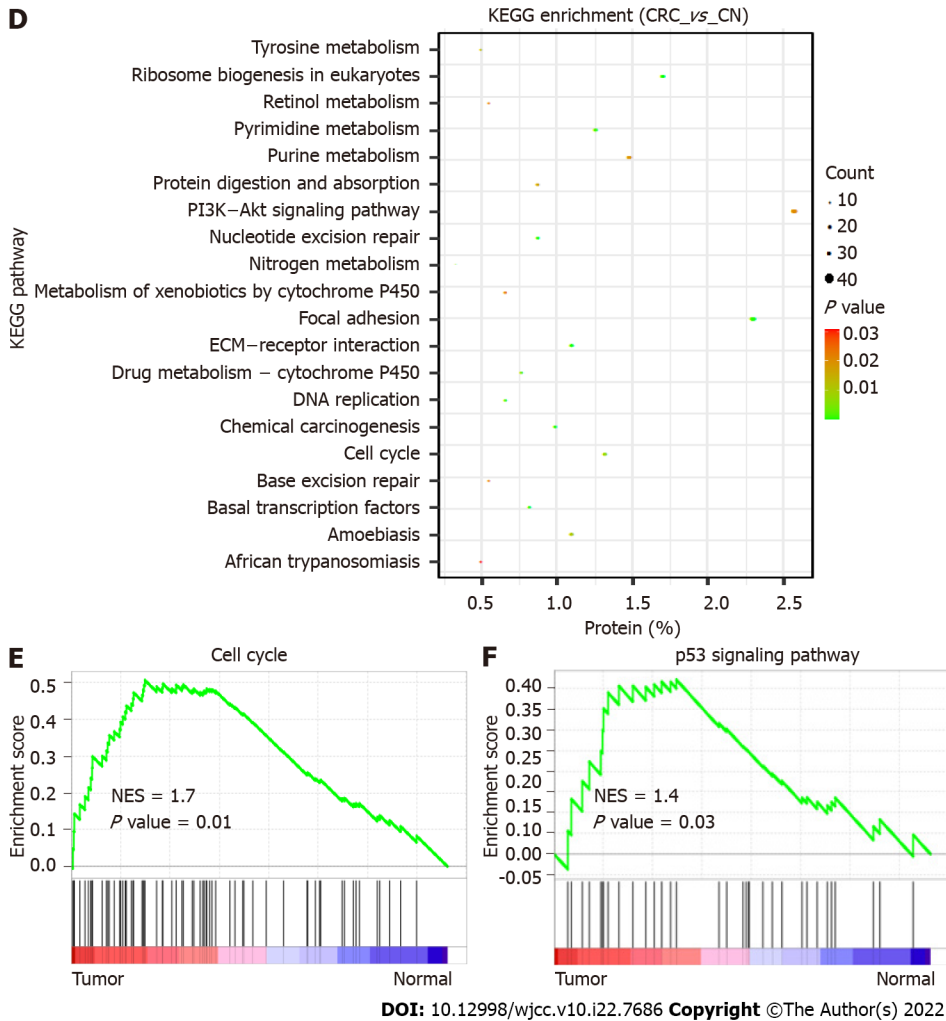 D
KEGG enrichment (CRC_vs_CN)
KEGG pathway
Tyrosine metabolism
Ribosome biogenesis in eukaryotes
Retinol metabolism
Pyrimidine metabolism
Purine metabolism
Protein digestion and absorption
PI3K−Akt signaling pathway
Nucleotide excision repair
Nitrogen metabolism
Metabolism of xenobiotics by cytochrome P450
Focal adhesion
ECM−receptor interaction
Drug metabolism − cytochrome P450
DNA replication
Chemical carcinogenesis
Cell cycle
Base excision repair
Basal transcription factors
Amoebiasis
African trypanosomiasis
0.5 1.0 1.5 2.0 2.5
Protein (%)
Count
10
20
30
40
P value
0.03
0.02
0.01
E
Cell cycle
Enrichment score
0.5
0.4
0.3
0.2
0.1
0.0
NES = 1.7
P value = 0.01
Tumor Normal
F
p53 signaling pathway
Enrichment score
0.40
0.35
0.30
0.20
0.20
0.15
0.10
0.00
-0.05
NES = 1.4
P value = 0.03
Tumor Normal
DOI: 10.12998/wjcc.v10.i22.7686 Copyright ©The Author(s) 2022